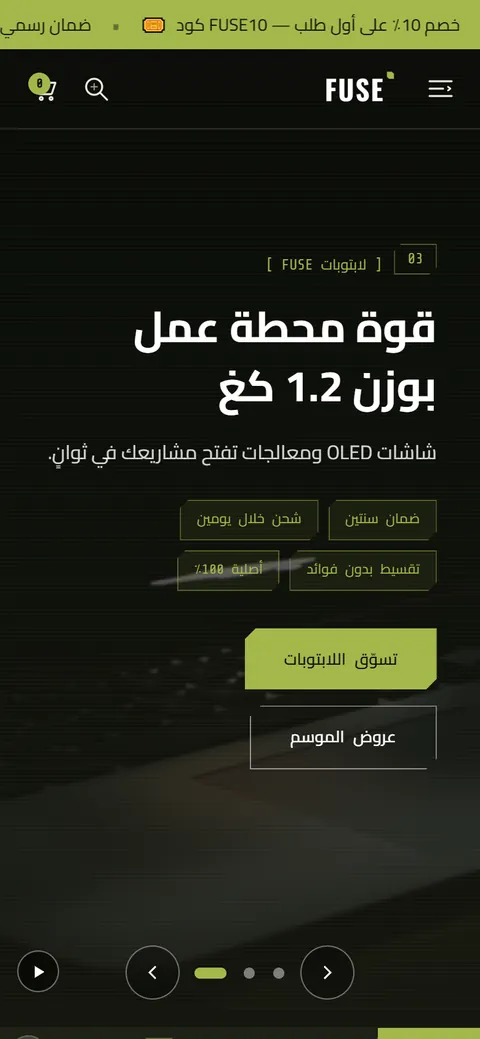 خصم 10٪ على أول طلب — كود FUSE10
ضمان رسمي
FUSE
0
03
[ لابتوبات FUSE ]
قوة محطة عمل
بوزن 1.2 كغ
شاشات OLED ومعالجات تفتح مشاريعك في ثوانٍ.
ضمان سنتين
شحن خلال يومين
تقسيط بدون فوائد
أصلية 100٪
تسوّق اللابتوبات
عروض الموسم